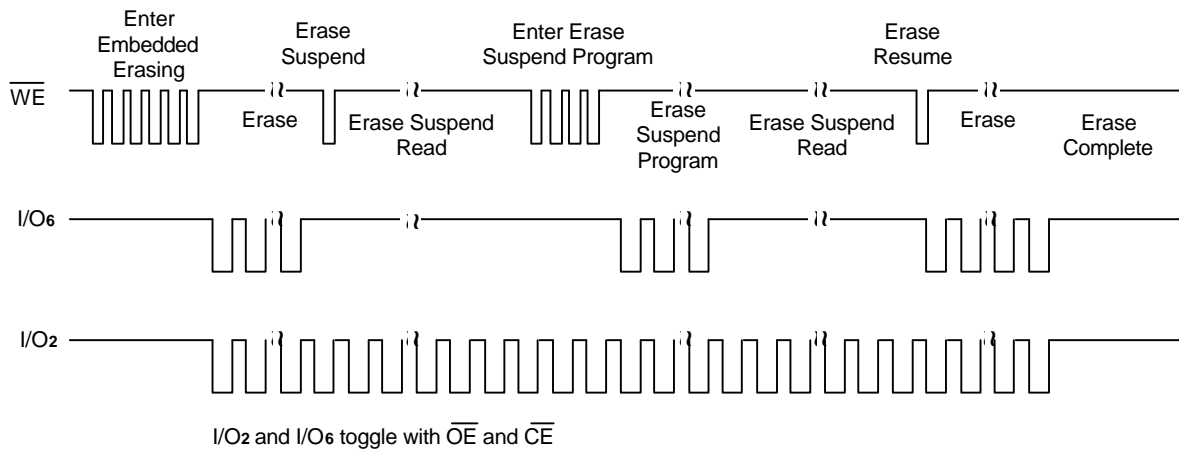 Enter
Embedded
Erasing
Erase
Suspend
Enter Erase
Suspend Program
Erase
Resume
WE
Erase
Erase Suspend
Read
Erase
Suspend
Program
Erase Suspend
Read
Erase
Erase
Complete
I/O6
I/O2
I/O2 and I/O6 toggle with OE and CE